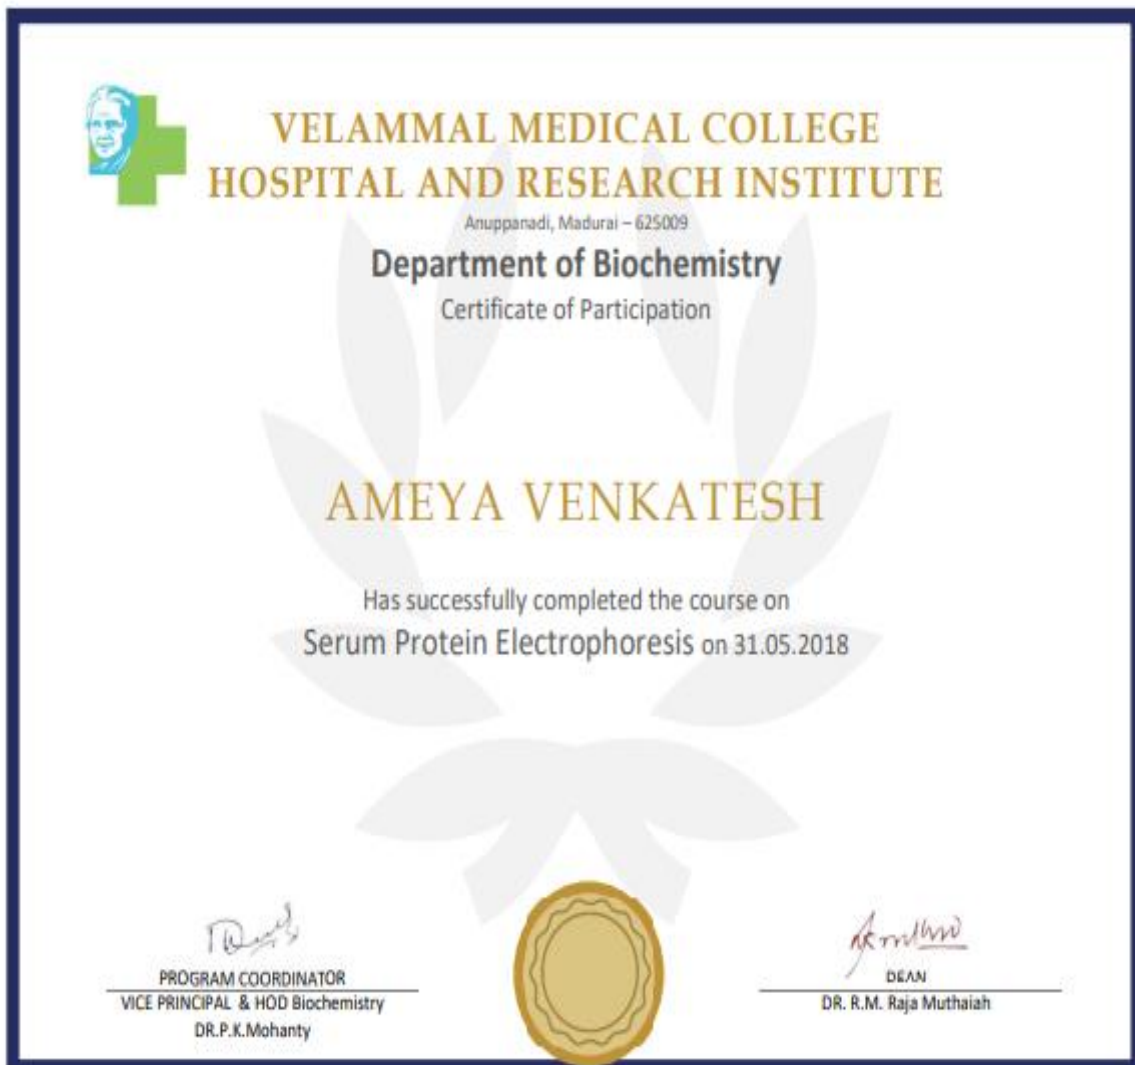 VELAMMAL MEDICAL COLLEGE
HOSPITAL AND RESEARCH INSTITUTE
Anuppanadi, Madurai – 625009
Department of Biochemistry
Certificate of Participation
AMEYA VENKATESH
Has successfully completed the course on
Serum Protein Electrophoresis on 31.05.2018
PROGRAM COORDINATOR
VICE PRINCIPAL & HOD Biochemistry
DR.P.K.Mohanty
DEAN
DR. R.M. Raja Muthaiah